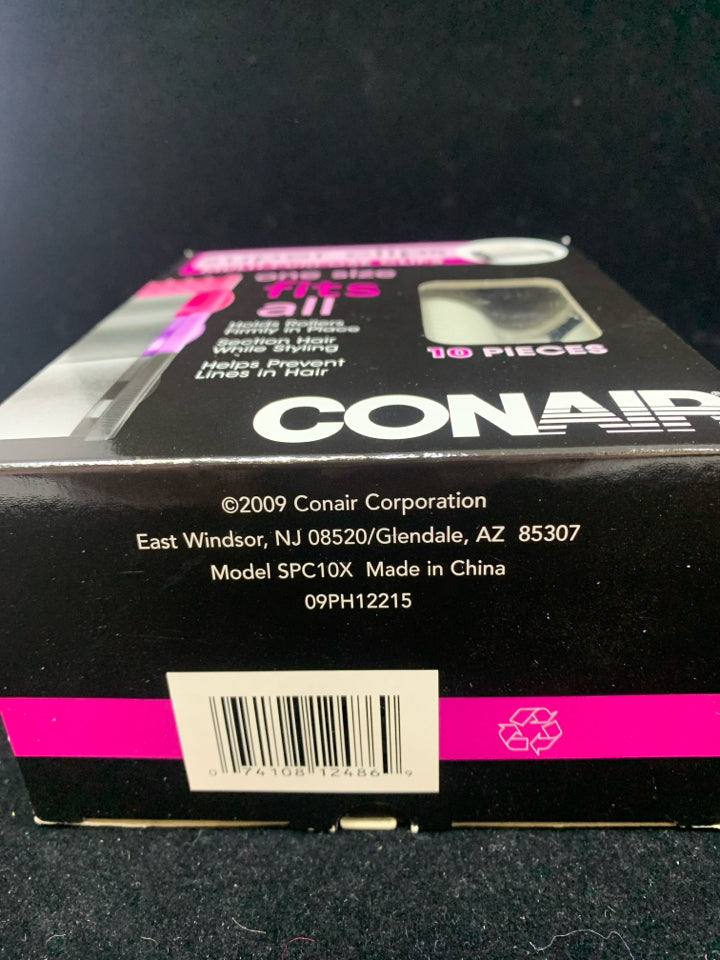 one size
fits
all
Holds Rollers
Firmly in Place
Section Hair
While Styling
Helps Prevent
Lines in Hair
10 PIECES
CONAIR
©2009 Conair Corporation
East Windsor, NJ 08520/Glendale, AZ 85307
Model SPC10X Made in China
09PH12215
0 74108 12486 9